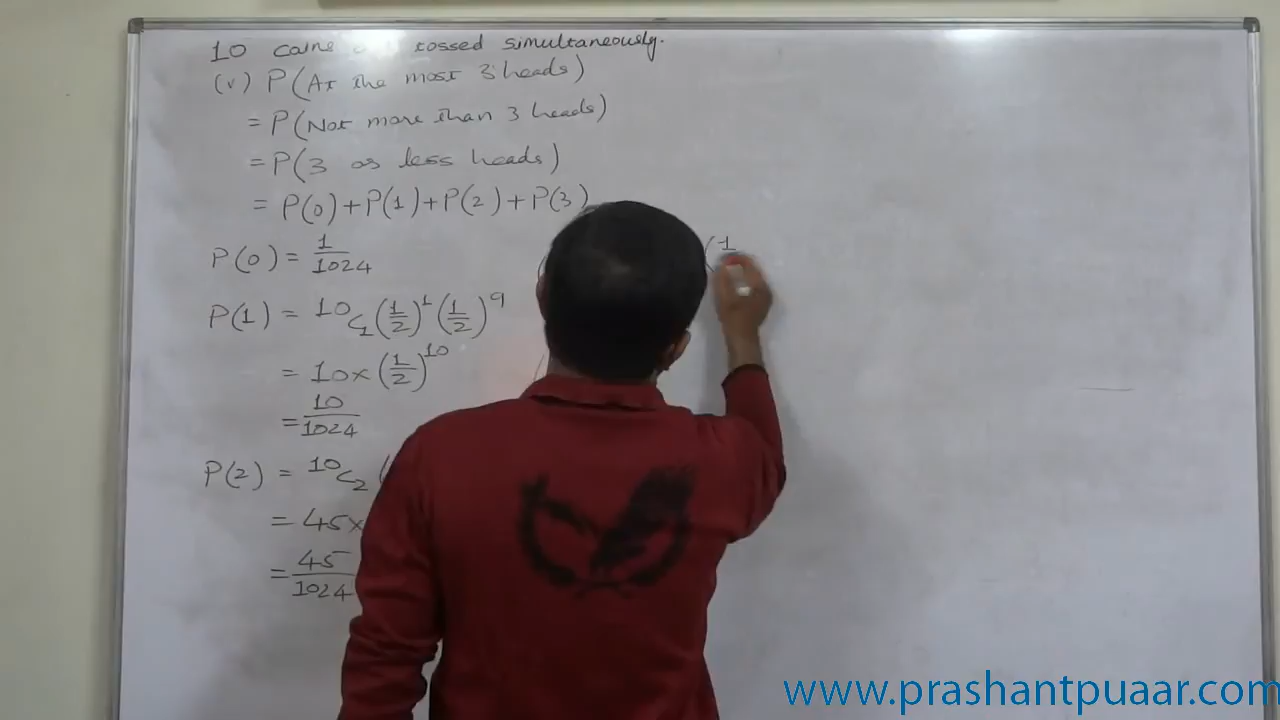 10 coins tossed simultaneously.
(v) P(At the most 3 heads)
= P(Not more than 3 heads)
= P(3 or less heads)
= P(0)+P(1)+P(2)+P(3)
P(0) = 1/1024
P(1) = 10C1(1/2)^1(1/2)^9
= 10×(1/2)^10
= 10/1024
P(2) = 10C2(
= 45×
= 45/1024
(1
www.prashantpuaar.com